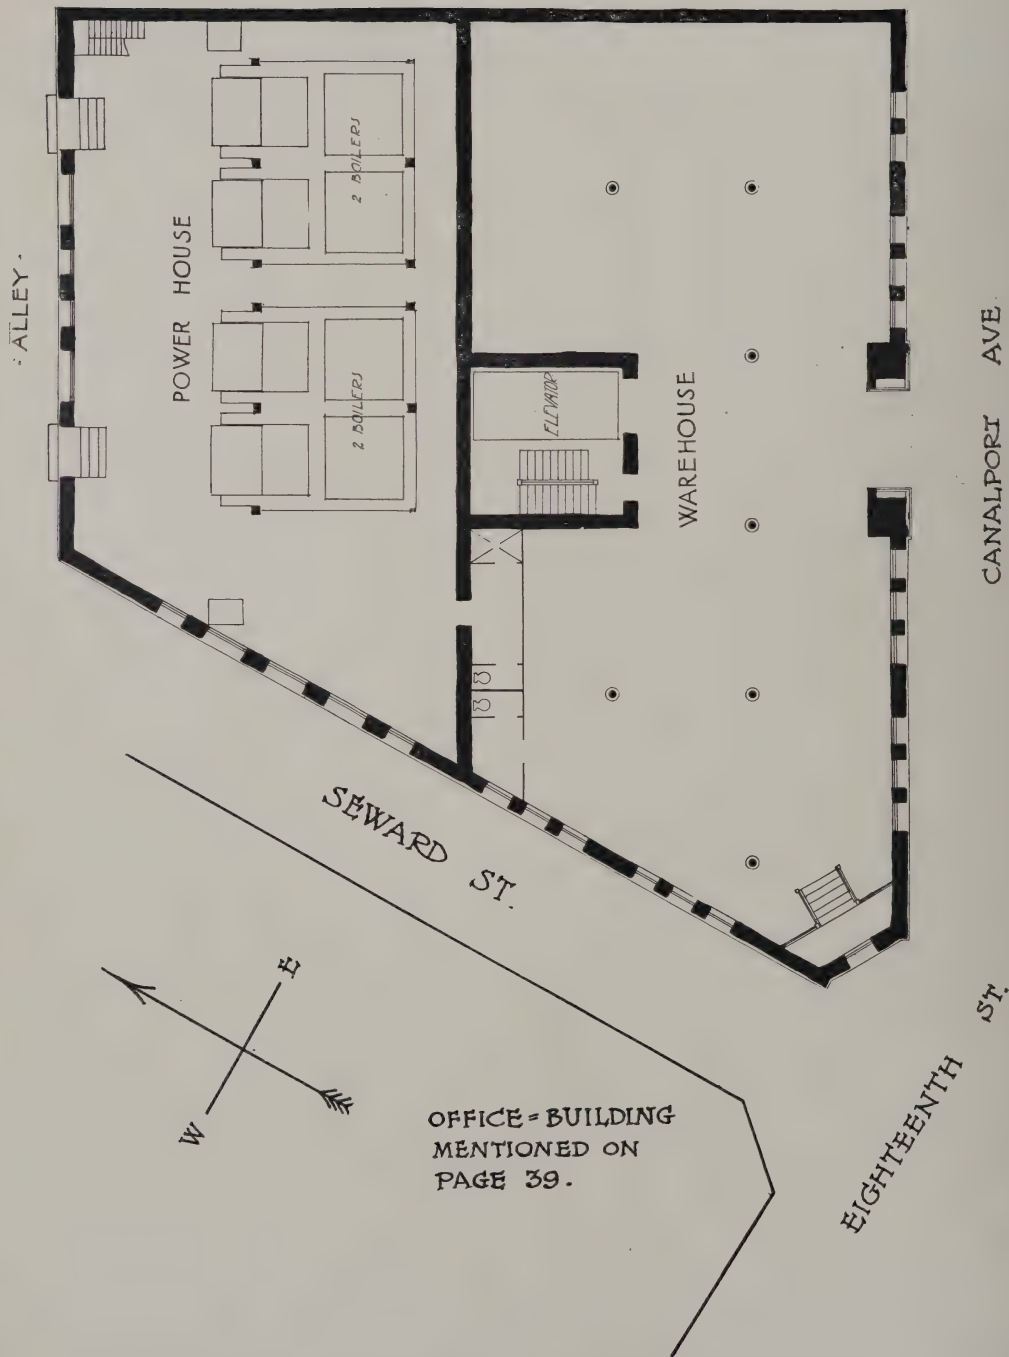 - ALLEY -
POWER HOUSE
2 BOILERS
2 BOILERS
ELEVATOR
WAREHOUSE
CANALPORT AVE.
SEWARD ST.
EIGHTEENTH ST.
E
W
OFFICE=BUILDING
MENTIONED ON
PAGE 39.